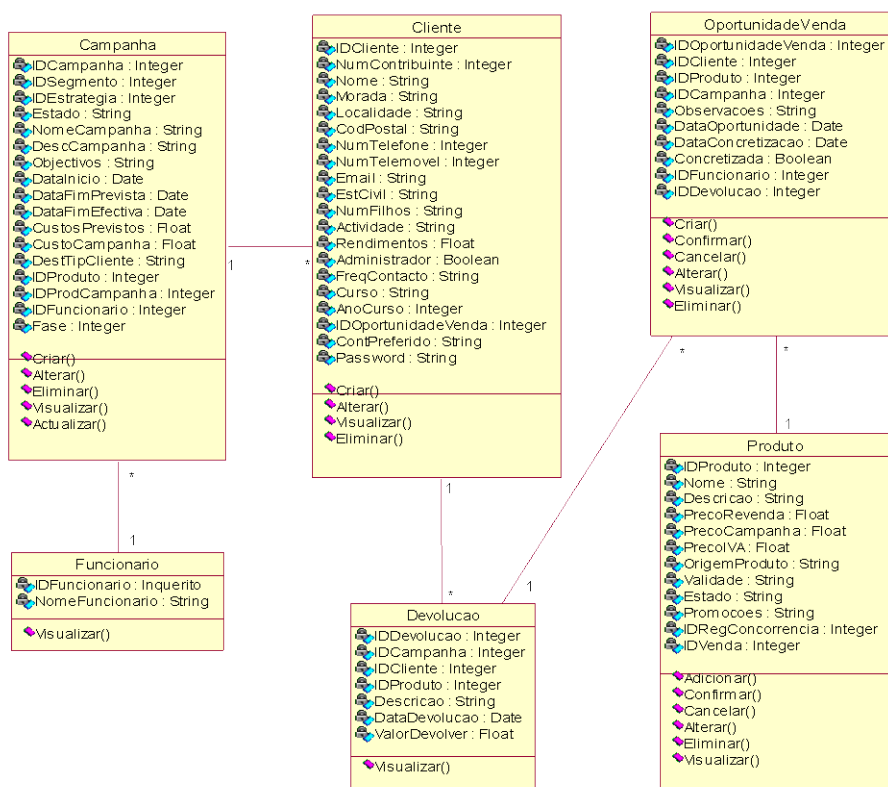 Campanha
IDCampanha : Integer
IDSegmento : Integer
IDEstrategia : Integer
Estado : String
NomeCampanha : String
DescCampanha : String
Objectivos : String
DataInicio : Date
DataFimPrevista : Date
DataFimEfectiva : Date
CustosPrevistos : Float
CustoCampanha : Float
DestTipCliente : String
IDProduto : Integer
IDProdCampanha : Integer
IDFuncionario : Integer
Fase : Integer
Criar()
Alterar()
Eliminar()
Visualizar()
Actualizar()
1
*
Cliente
IDCliente : Integer
NumContribuinte : Integer
Nome : String
Morada : String
Localidade : String
CodPostal : String
NumTelefone : Integer
NumTelemovel : Integer
Email : String
EstCivil : String
NumFilhos : String
Actividade : String
Rendimentos : Float
Administrador : Boolean
FreqContacto : String
Curso : String
AnoCurso : Integer
IDOportunidadeVenda : Integer
ContPreferido : String
Password : String
Criar()
Alterar()
Visualizar()
Eliminar()
OportunidadeVenda
IDOportunidadeVenda : Integer
IDCliente : Integer
IDProduto : Integer
IDCampanha : Integer
Observacoes : String
DataOportunidade : Date
DataConcretizacao : Date
Concretizada : Boolean
IDFuncionario : Integer
IDDevolucao : Integer
Criar()
Confirmar()
Cancelar()
Alterar()
Visualizar()
Eliminar()
*
1
Funcionario
IDFuncionario : Inquerito
NomeFuncionario : String
Visualizar()
1
*
*
1
Devolucao
IDDevolucao : Integer
IDCampanha : Integer
IDCliente : Integer
IDProduto : Integer
Descricao : String
DataDevolucao : Date
ValorDevolver : Float
Visualizar()
*
1
Produto
IDProduto : Integer
Nome : String
Descricao : String
PrecoRevenda : Float
PrecoCampanha : Float
PrecoIVA : Float
OrigemProduto : String
Validade : String
Estado : String
Promocoes : String
IDRegConcorrencia : Integer
IDVenda : Integer
Adicionar()
Confirmar()
Cancelar()
Alterar()
Eliminar()
Visualizar()